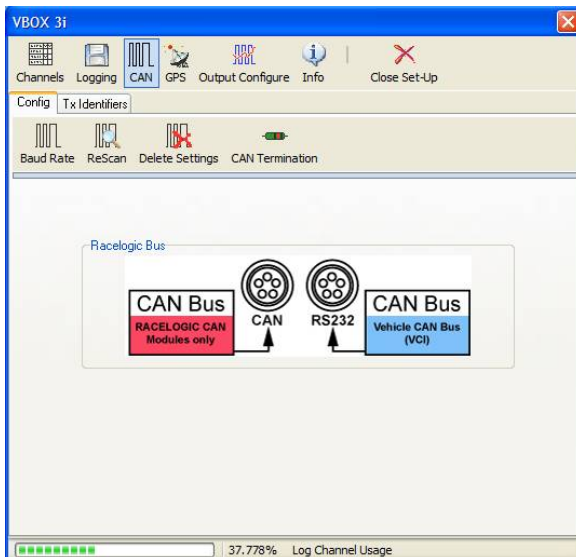 VBOX 3i
Channels Logging CAN GPS Output Configure Info Close Set-Up
Config Tx Identifiers
Baud Rate ReScan Delete Settings CAN Termination
Racelogic Bus
CAN Bus
RACELOGIC CAN
Modules only
CAN RS232
CAN Bus
Vehicle CAN Bus
(VCI)
37.778% Log Channel Usage